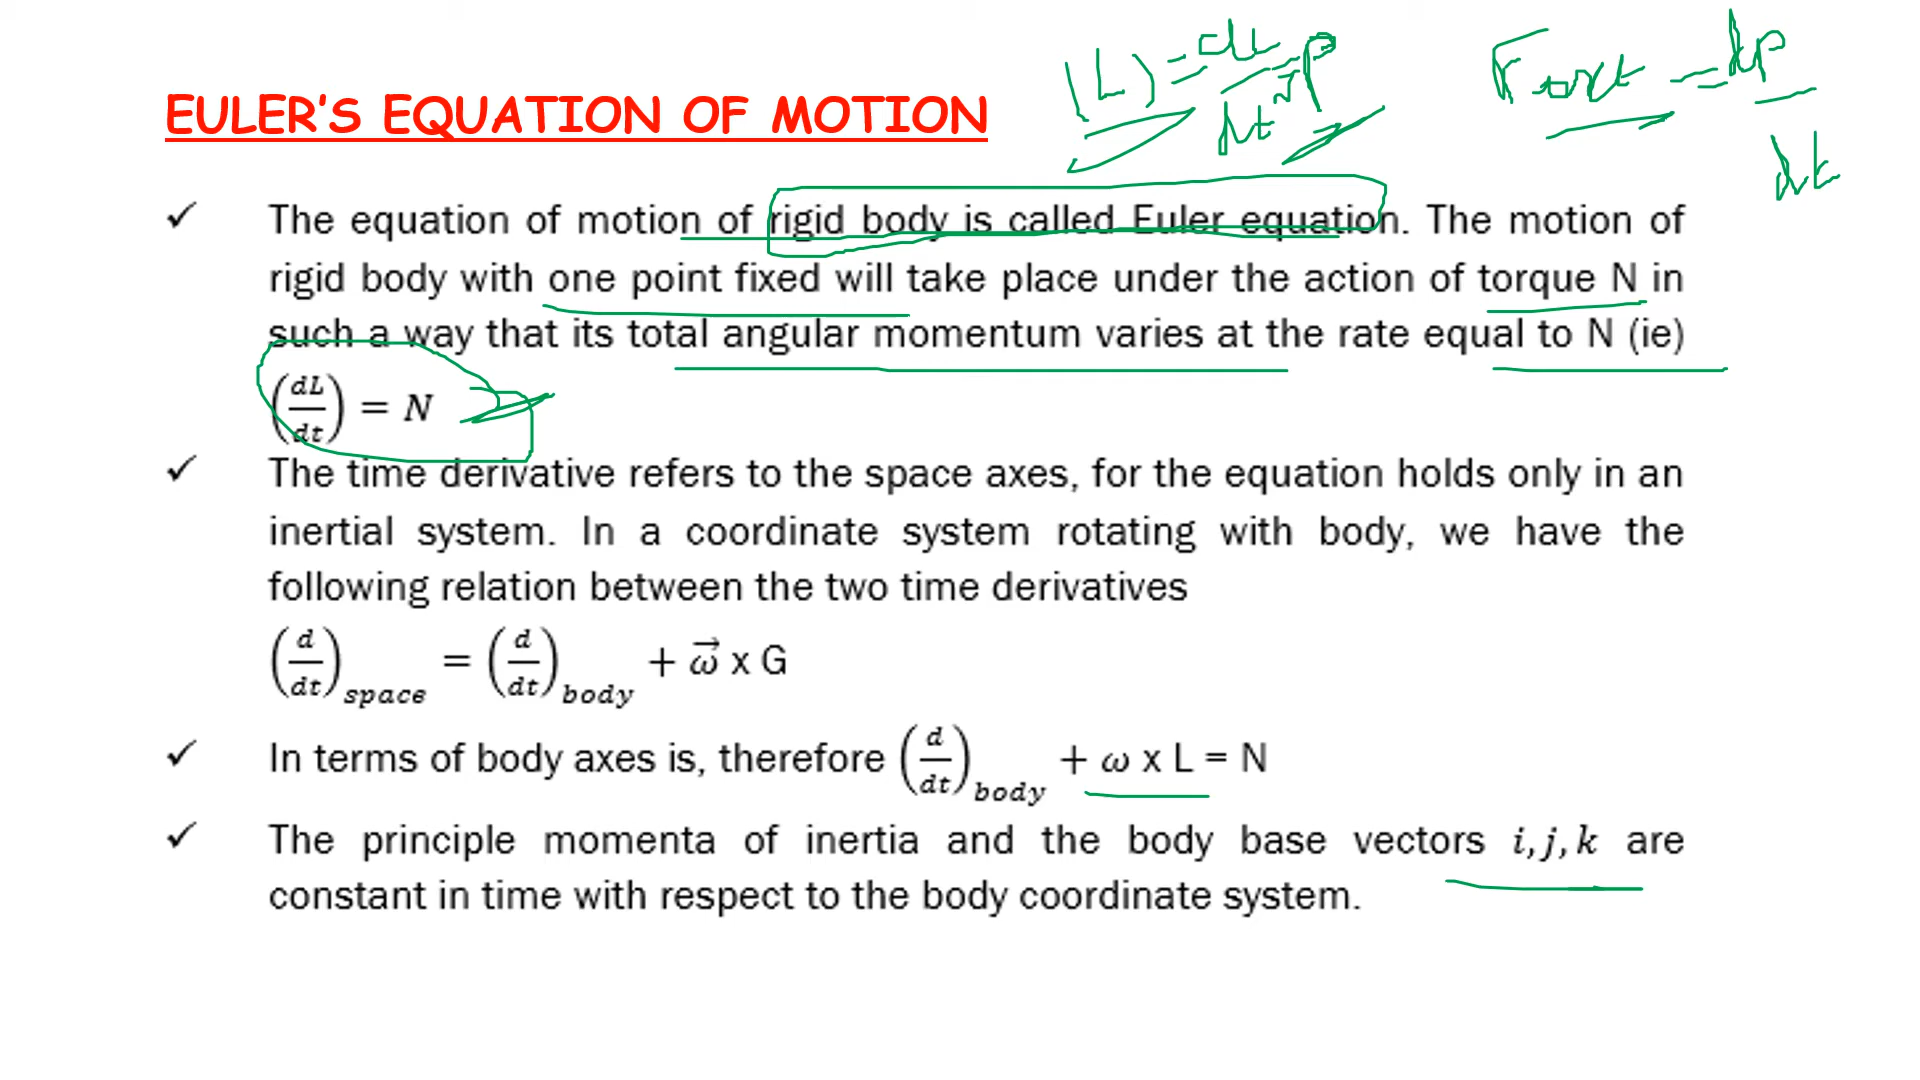 (L) = dL
dt
Force = dp
dt
EULER'S EQUATION OF MOTION
✓ The equation of motion of rigid body is called Euler equation. The motion of
rigid body with one point fixed will take place under the action of torque N in
such a way that its total angular momentum varies at the rate equal to N (ie)
(dL/dt) = N
✓ The time derivative refers to the space axes, for the equation holds only in an
inertial system. In a coordinate system rotating with body, we have the
following relation between the two time derivatives
(d/dt)space = (d/dt)body + ω⃗ x G
✓ In terms of body axes is, therefore (d/dt)body + ω x L = N
✓ The principle momenta of inertia and the body base vectors i, j, k are
constant in time with respect to the body coordinate system.